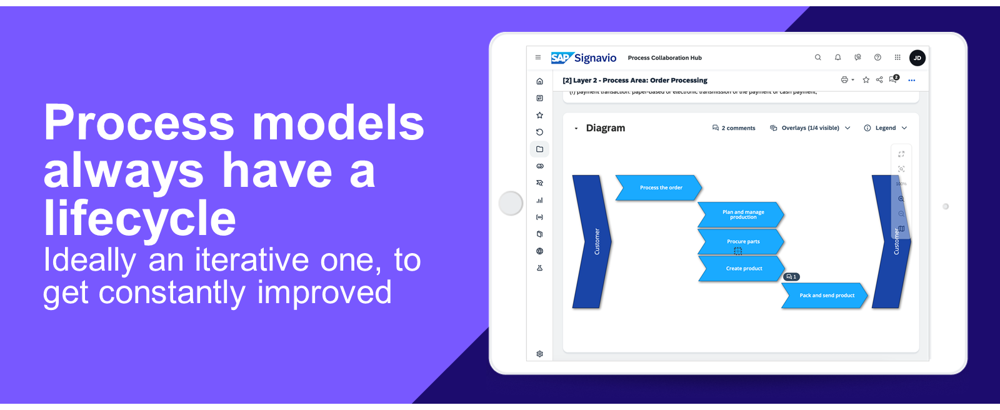 Process models
always have a
lifecycle
Ideally an iterative one, to
get constantly improved
SAP Signavio
Process Collaboration Hub
JD
[2] Layer 2 - Process Area: Order Processing
2
(f) payment transaction: paper-based or electronic transmission of the payment or cash payment;
Diagram
2 comments
Overlays (1/4 visible)
Legend
100%
Customer
Process the order
Plan and manage
production
Procure parts
Create product
1
Pack and send product
Customer